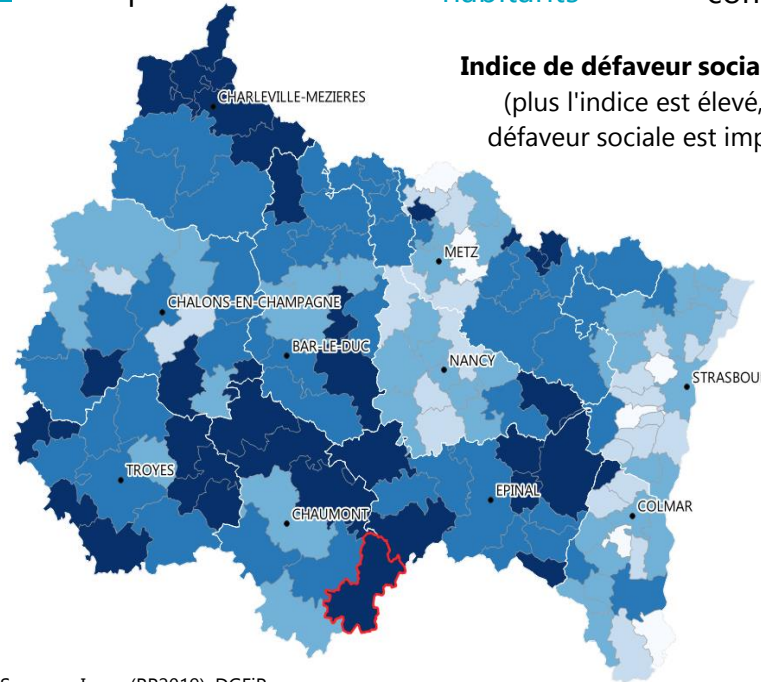 Indice de défaveur socia
(plus l'indice est élevé,
défaveur sociale est imp
CHARLEVILLE-MEZIERES
METZ
CHALONS-EN-CHAMPAGNE
BAR-LE-DUC
NANCY
STRASBOU
TROYES
EPINAL
CHAUMONT
COLMAR